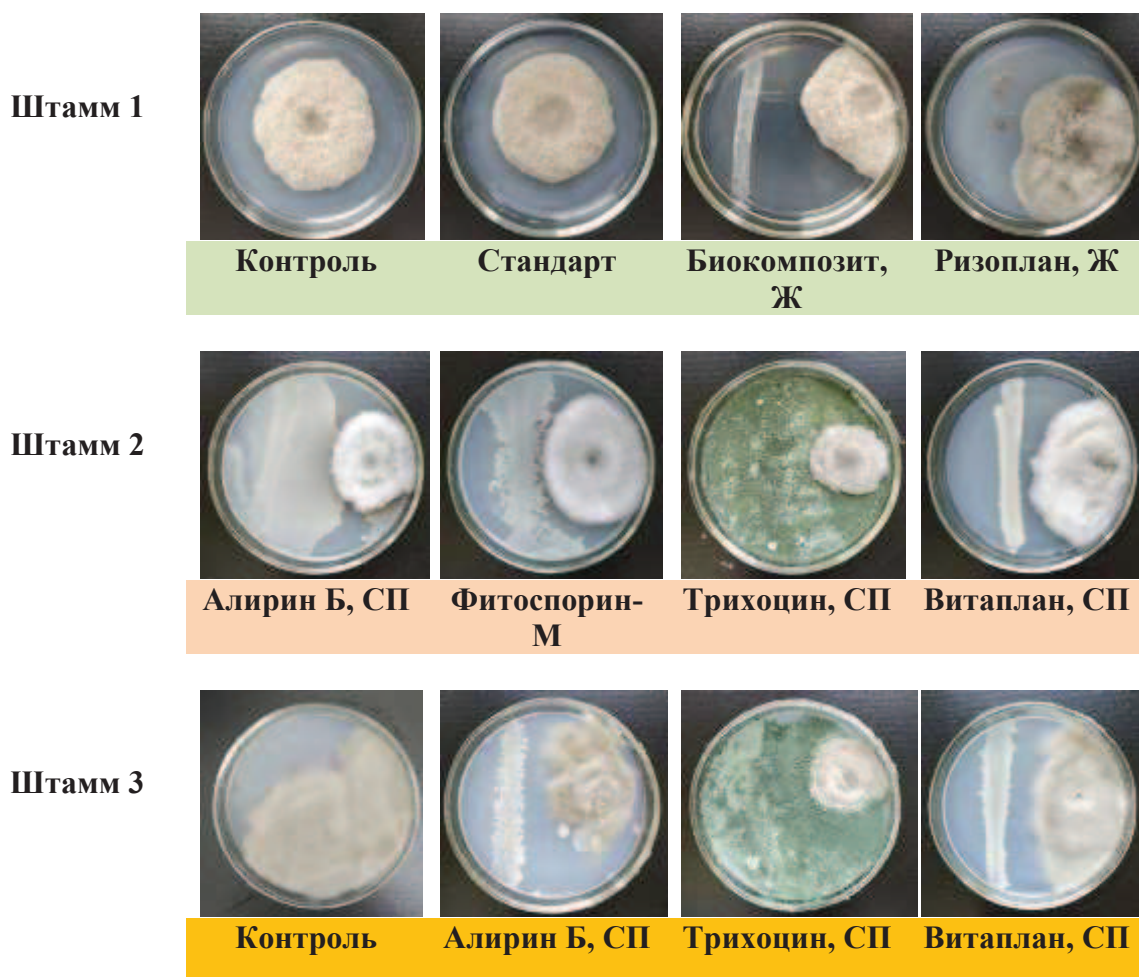 Штамм 1
Контроль
Стандарт
Биокомпозит,
Ж
Ризоплан, Ж
Штамм 2
Алирин Б, СП
Фитоспорин-
М
Трихоцин, СП
Витаплан, СП
Штамм 3
Контроль
Алирин Б, СП
Трихоцин, СП
Витаплан, СП